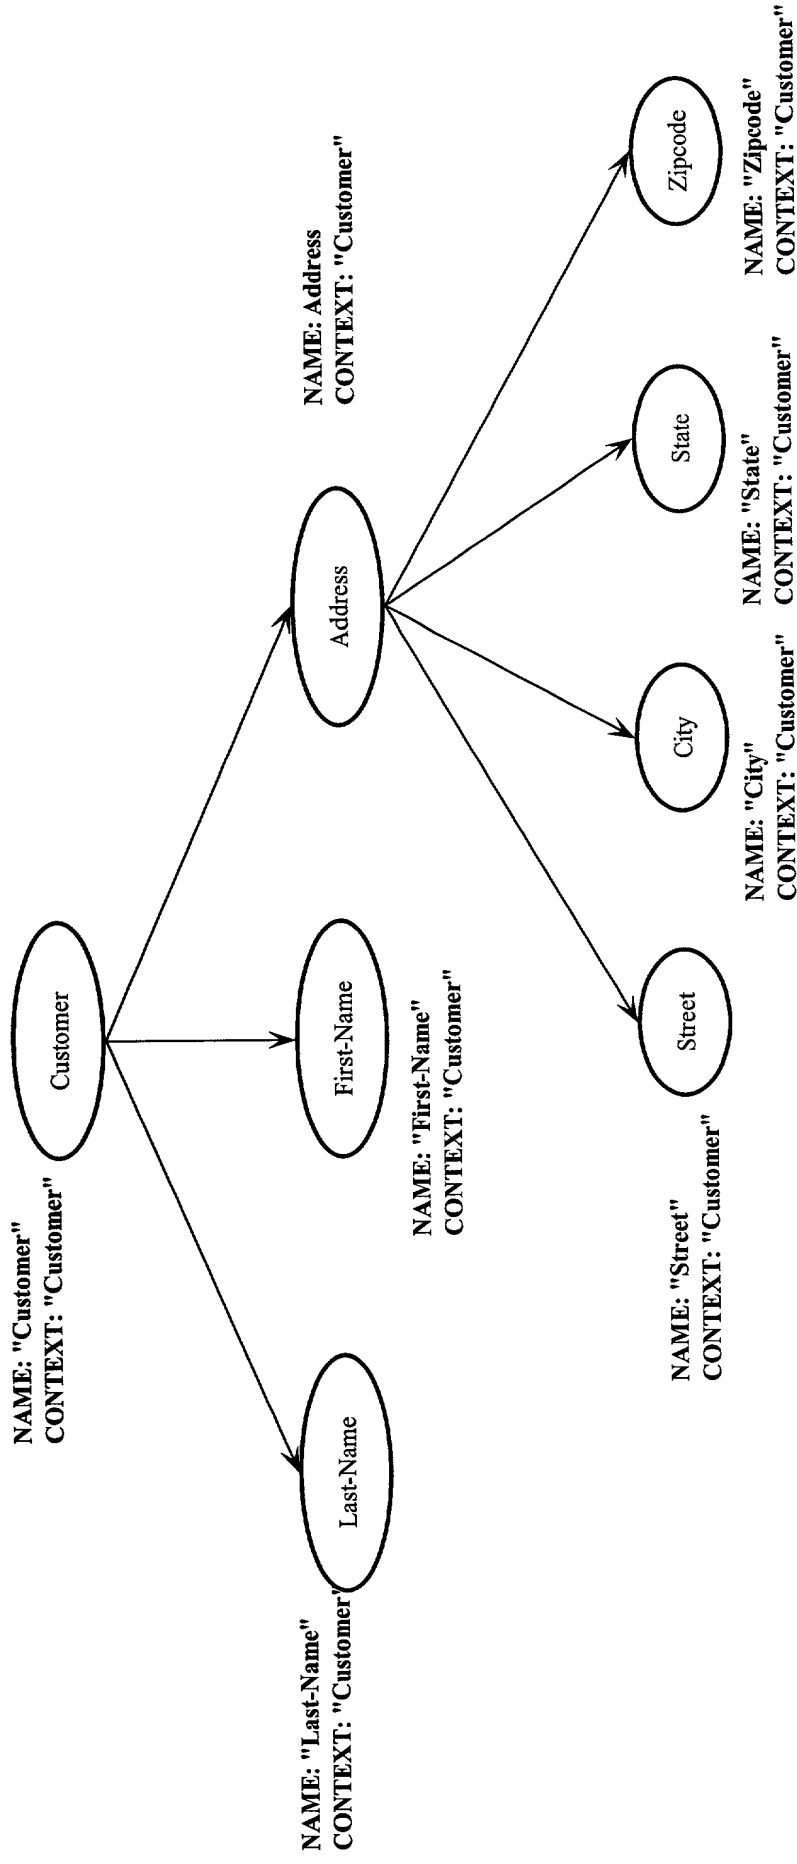 NAME: "Customer"
CONTEXT: "Customer"
Customer
NAME: "Last-Name"
CONTEXT: "Customer"
Last-Name
First-Name
NAME: "First-Name"
CONTEXT: "Customer"
Address
NAME: Address
CONTEXT: "Customer"
Street
NAME: "Street"
CONTEXT: "Customer"
City
NAME: "City"
CONTEXT: "Customer"
State
NAME: "State"
CONTEXT: "Customer"
Zipcode
NAME: "Zipcode"
CONTEXT: "Customer"